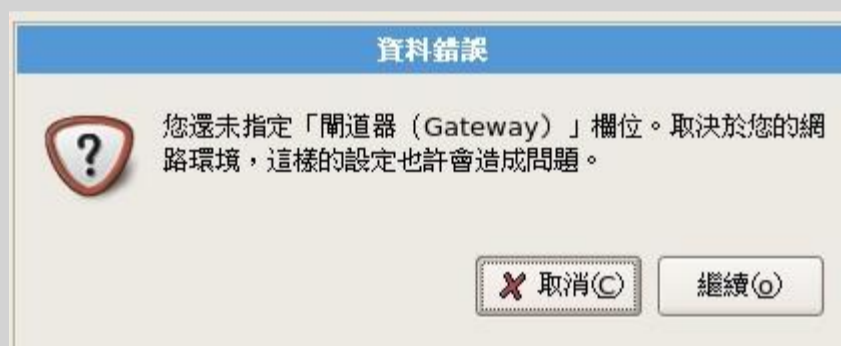 資料錯誤
您還未指定「閘道器（Gateway）」欄位。取決於您的網
路環境，這樣的設定也許會造成問題。
取消(C)
繼續(o)